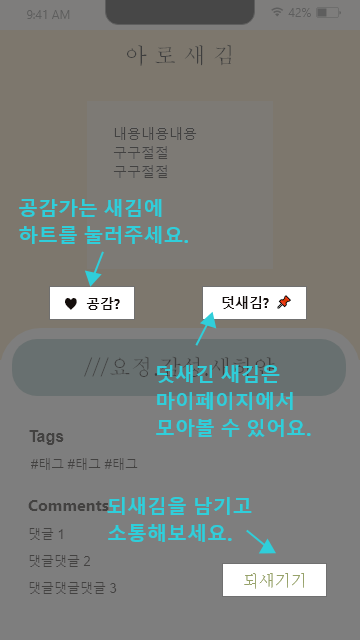 9:41 AM 42%
아로새김
내용내용내용
구구절절
구구절절
공감가는 새김에
하트를 눌러주세요.
♥ 공감?
덧새김? 📌
덧새긴 새김은
마이페이지에서
모아볼 수 있어요.
Tags
#태그 #태그 #태그
Comments
되새김을 남기고
소통해보세요.
댓글 1
댓글댓글 2
댓글댓글댓글 3
되새기기